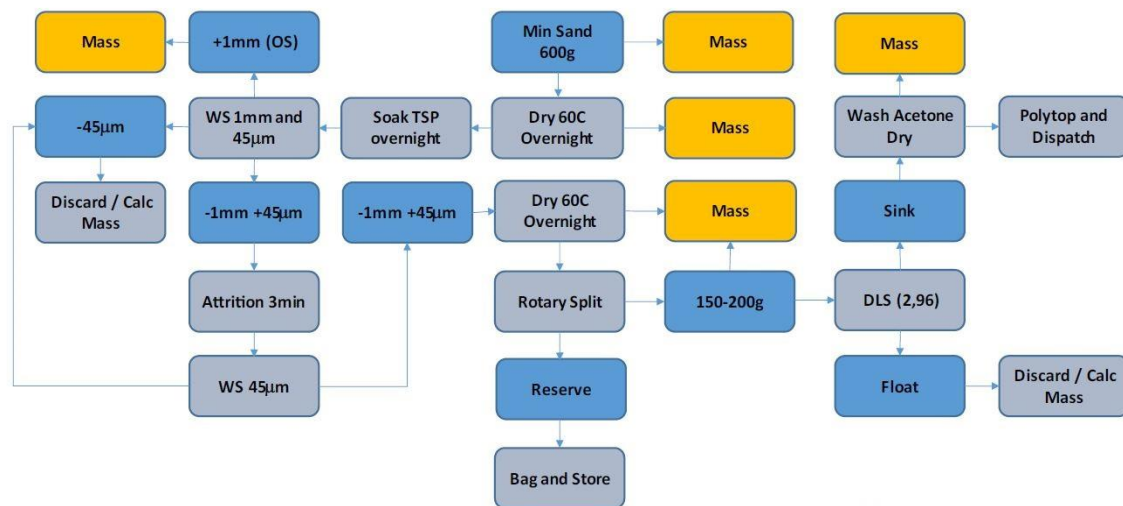 Mass
+1mm (OS)
Min Sand
600g
Mass
Mass
-45µm
WS 1mm and
45µm
Soak TSP
overnight
Dry 60C
Overnight
Mass
Wash Acetone
Dry
Polytop and
Dispatch
Discard / Calc
Mass
-1mm +45µm
-1mm +45µm
Dry 60C
Overnight
Mass
Sink
Attrition 3min
Rotary Split
150-200g
DLS (2,96)
WS 45µm
Reserve
Float
Discard / Calc
Mass
Bag and Store